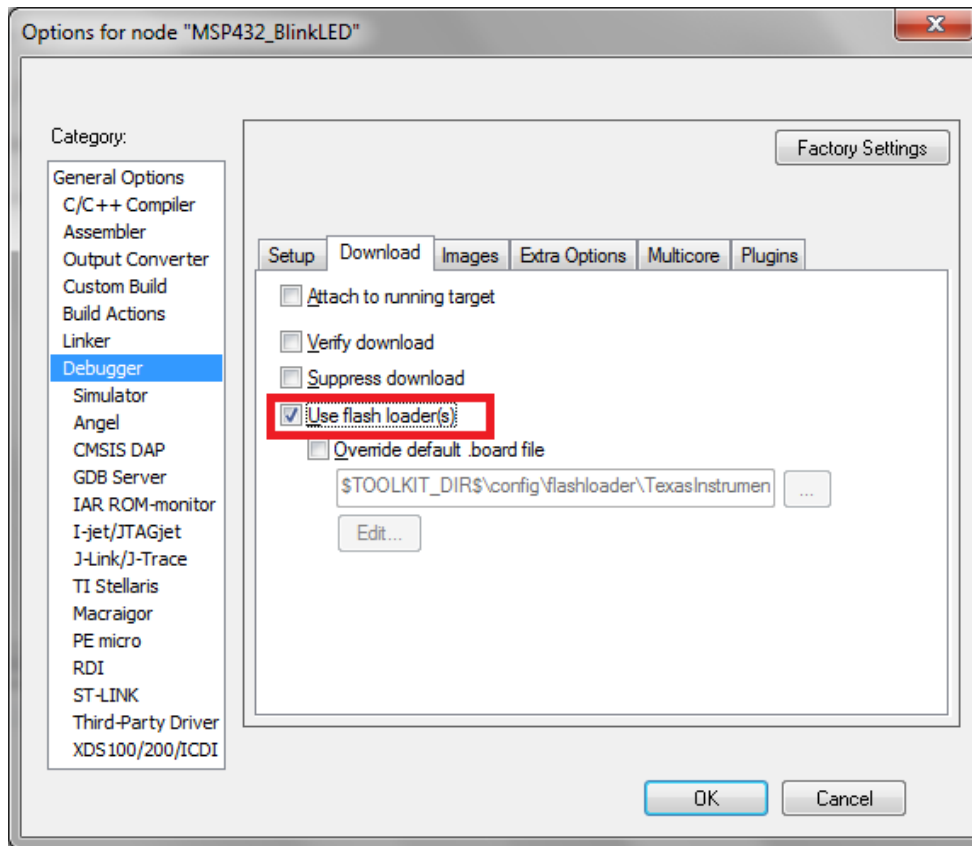 Options for node "MSP432_BlinkLED"
Category:
Factory Settings
General Options
C/C++ Compiler
Assembler
Output Converter
Custom Build
Build Actions
Linker
Debugger
Simulator
Angel
CMSIS DAP
GDB Server
IAR ROM-monitor
I-jet/JTAGjet
J-Link/J-Trace
TI Stellaris
Macraigor
PE micro
RDI
ST-LINK
Third-Party Driver
XDS100/200/ICDI
Setup Download Images Extra Options Multicore Plugins
Attach to running target
Verify download
Suppress download
Use flash loader(s)
Override default .board file
$TOOLKIT_DIR$\config\flashloader\TexasInstrumen ...
Edit...
OK Cancel